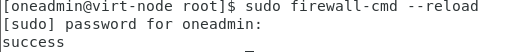 [oneadmin@virt-node root]$ sudo firewall-cmd --reload
[sudo] password for oneadmin:
success